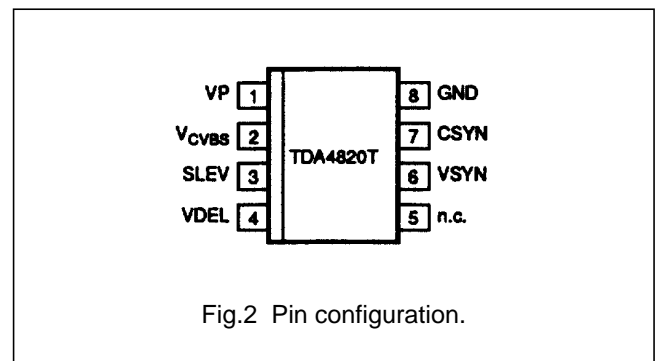 VP 1 8 GND
VCVBS 2 7 CSYN
TDA4820T
SLEV 3 6 VSYN
VDEL 4 5 n.c.
Fig.2 Pin configuration.